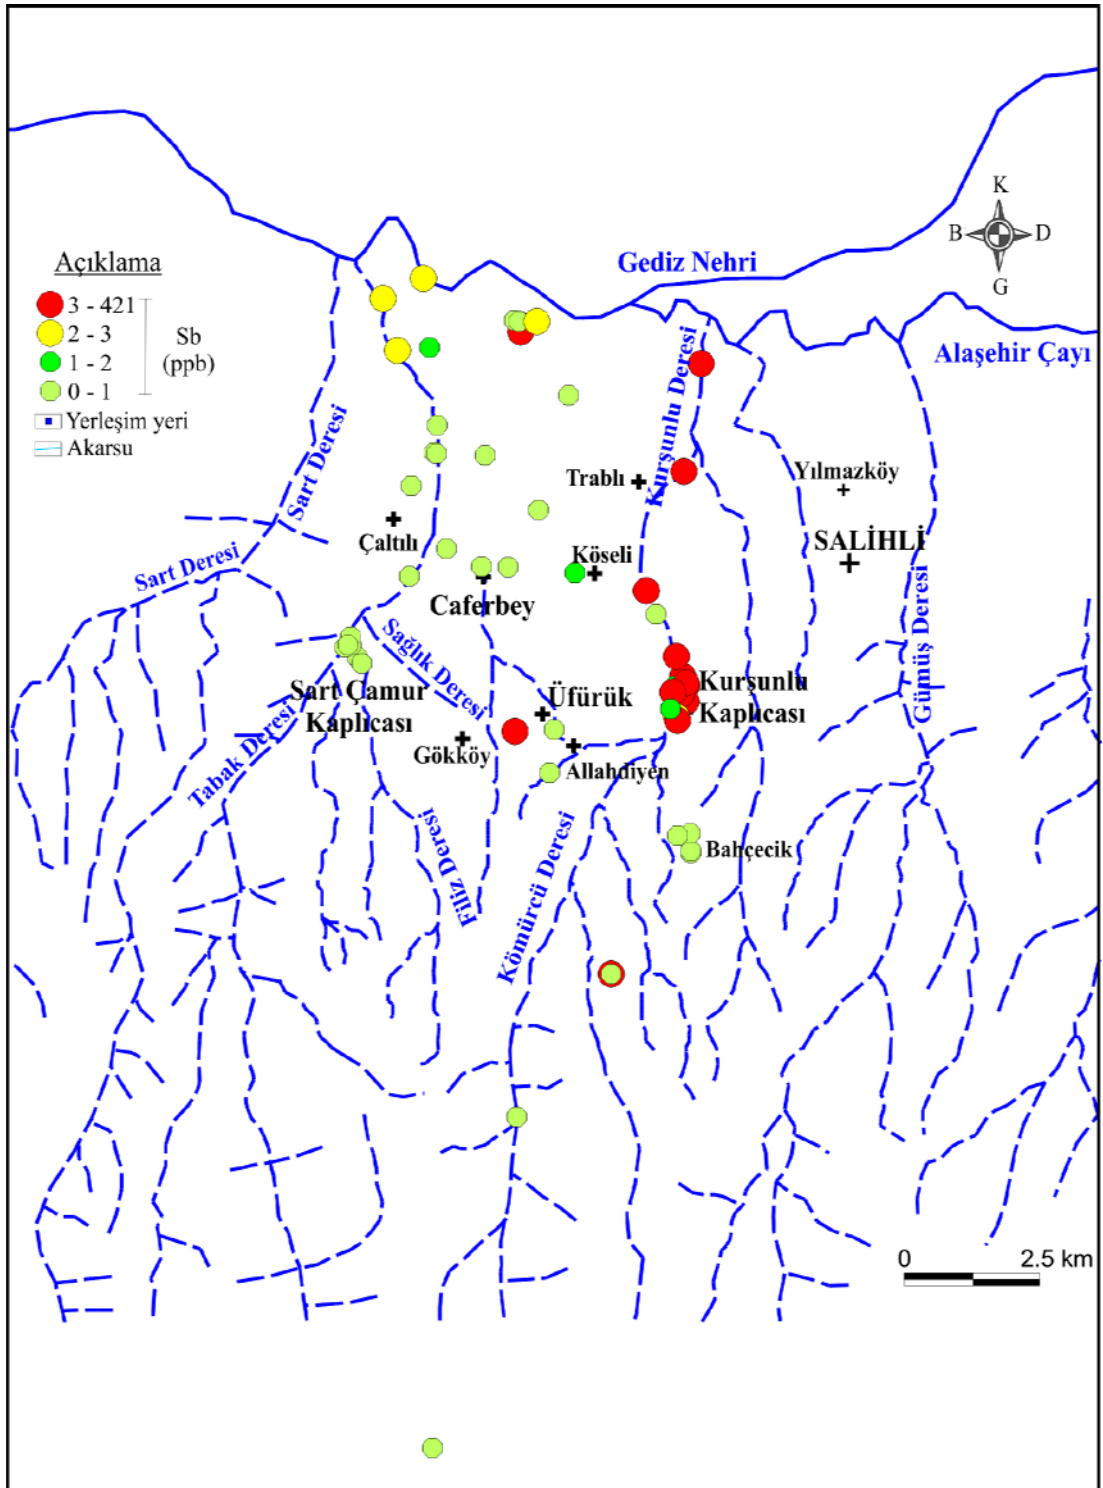 K
B D
G
Gediz Nehri
Alaşehir Çayı
Açıklama
3 - 421
2 - 3
1 - 2
0 - 1
Sb
(ppb)
Yerleşim yeri
Akarsu
Sart Deresi
Kurşunlu Deresi
Trablı
Yılmazköy
Çaltılı
SALİHLİ
Sart Deresi
Köseli
Caferbey
Gümüş Deresi
Sağlık Deresi
Sart Çamur
Kaplıcası
Üfürük
Kurşunlu
Kaplıcası
Gökköy
Allahdiyen
Tabak Deresi
Filiz Deresi
Kömürcü Deresi
Bahçecik
0 2.5 km